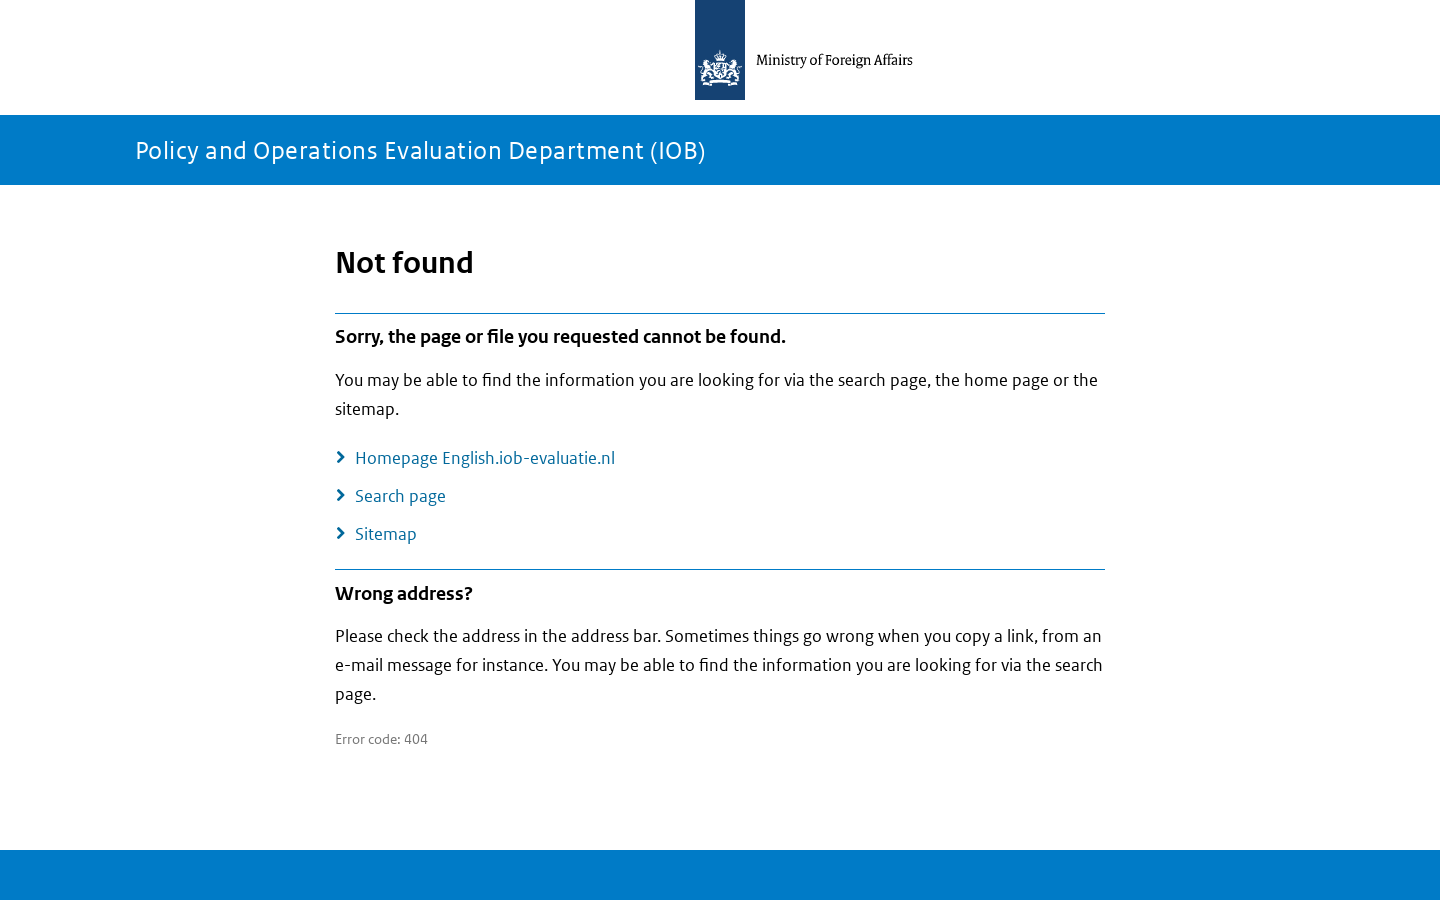 Ministry of Foreign Affairs
Policy and Operations Evaluation Department (IOB)
Not found
Sorry, the page or file you requested cannot be found.
You may be able to find the information you are looking for via the search page, the home page or the
sitemap.
Homepage English.iob-evaluatie.nl
Search page
Sitemap
Wrong address?
Please check the address in the address bar. Sometimes things go wrong when you copy a link, from an
e-mail message for instance. You may be able to find the information you are looking for via the search
page.
Error code: 404